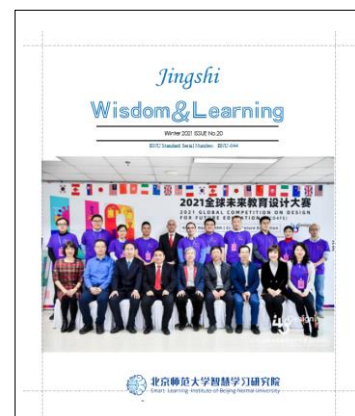 Jingshi
Wisdom&Learning
Winter 2021 ISSUE No.20
2021全球未来教育设计大赛
2021 GLOBAL COMPETITION ON DESIGN
FOR FUTURE EDUCATION
Design
北京师范大学智慧学习研究院
Smart Learning Institute of Beijing Normal University